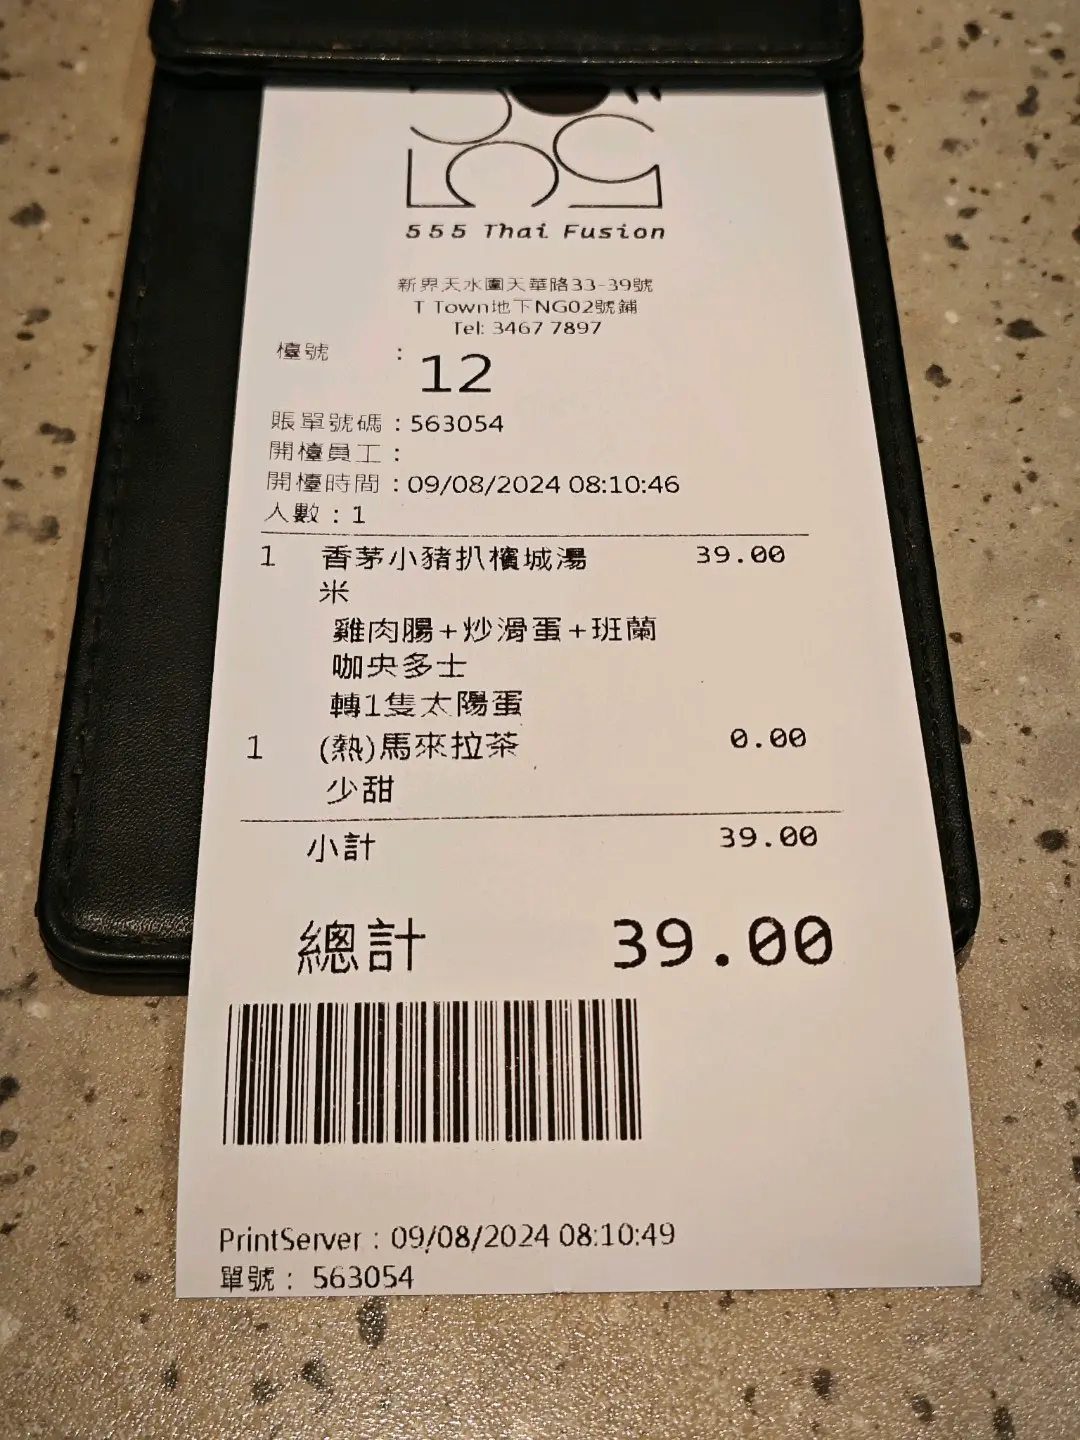 555 Thai Fusion
新界天水圍天華路33-39號
T Town地下NG02號鋪
Tel: 3467 7897
檯號 : 12
賬單號碼 : 563054
開檯員工 :
開檯時間 : 09/08/2024 08:10:46
人數 : 1
1 香茅小豬扒檳城湯 39.00
米
雞肉腸+炒滑蛋+班蘭
咖央多士
轉1隻太陽蛋
1 (熱)馬來拉茶 0.00
少甜
小計 39.00
總計 39.00
PrintServer : 09/08/2024 08:10:49
單號 : 563054